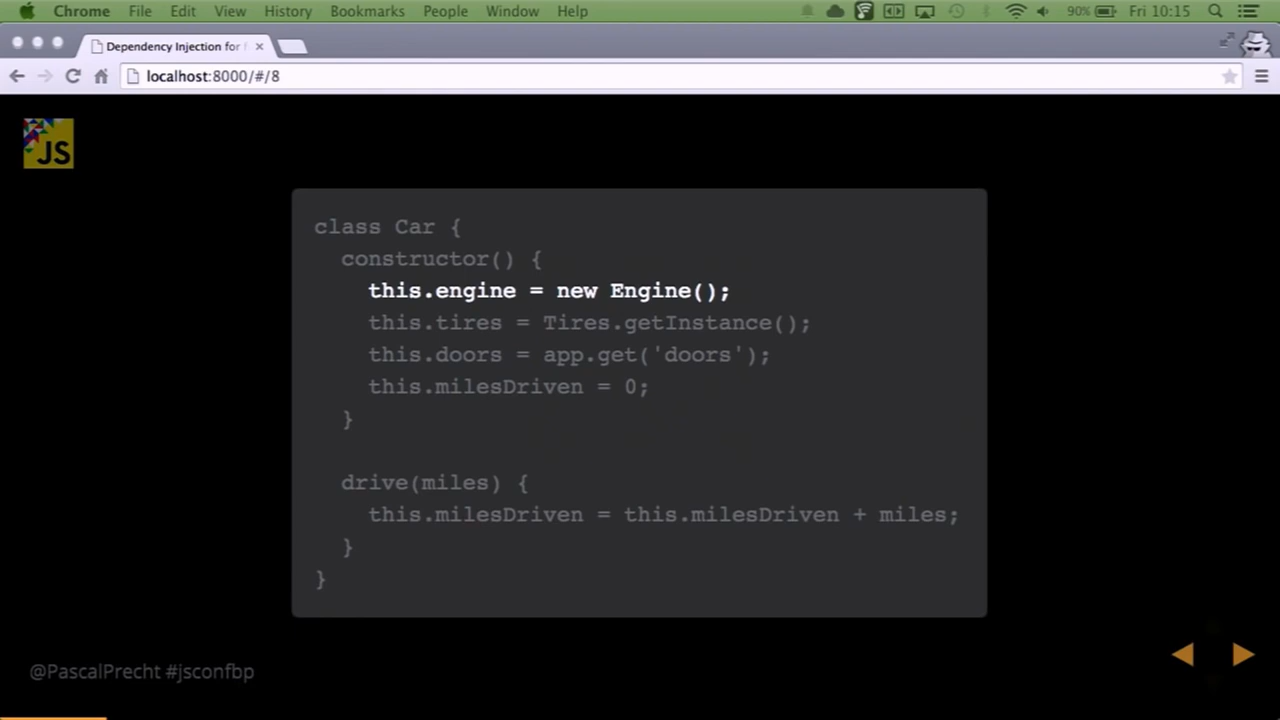 Chrome File Edit View History Bookmarks People Window Help 90% Fri 10:15
Dependency Injection for f
localhost:8000/#/8
JS
class Car {
constructor() {
this.engine = new Engine();
this.tires = Tires.getInstance();
this.doors = app.get('doors');
this.milesDriven = 0;
}
drive(miles) {
this.milesDriven = this.milesDriven + miles;
}
}
@PascalPrecht #jsconfbp